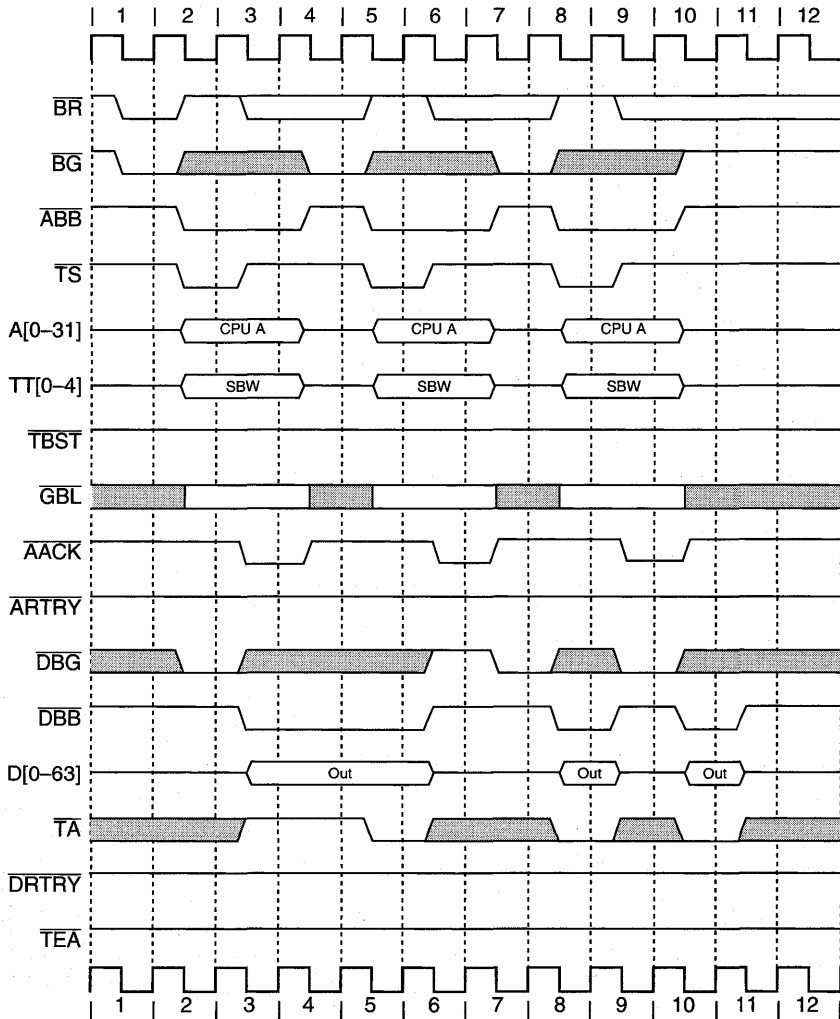 1 2 3 4 5 6 7 8 9 10 11 12
BR
BG
ABB
TS
A[0–31] CPU A CPU A CPU A
TT[0–4] SBW SBW SBW
TBST
GBL
AACK
ARTRY
DBG
DBB
D[0–63] Out Out Out
TA
DRTRY
TEA
1 2 3 4 5 6 7 8 9 10 11 12